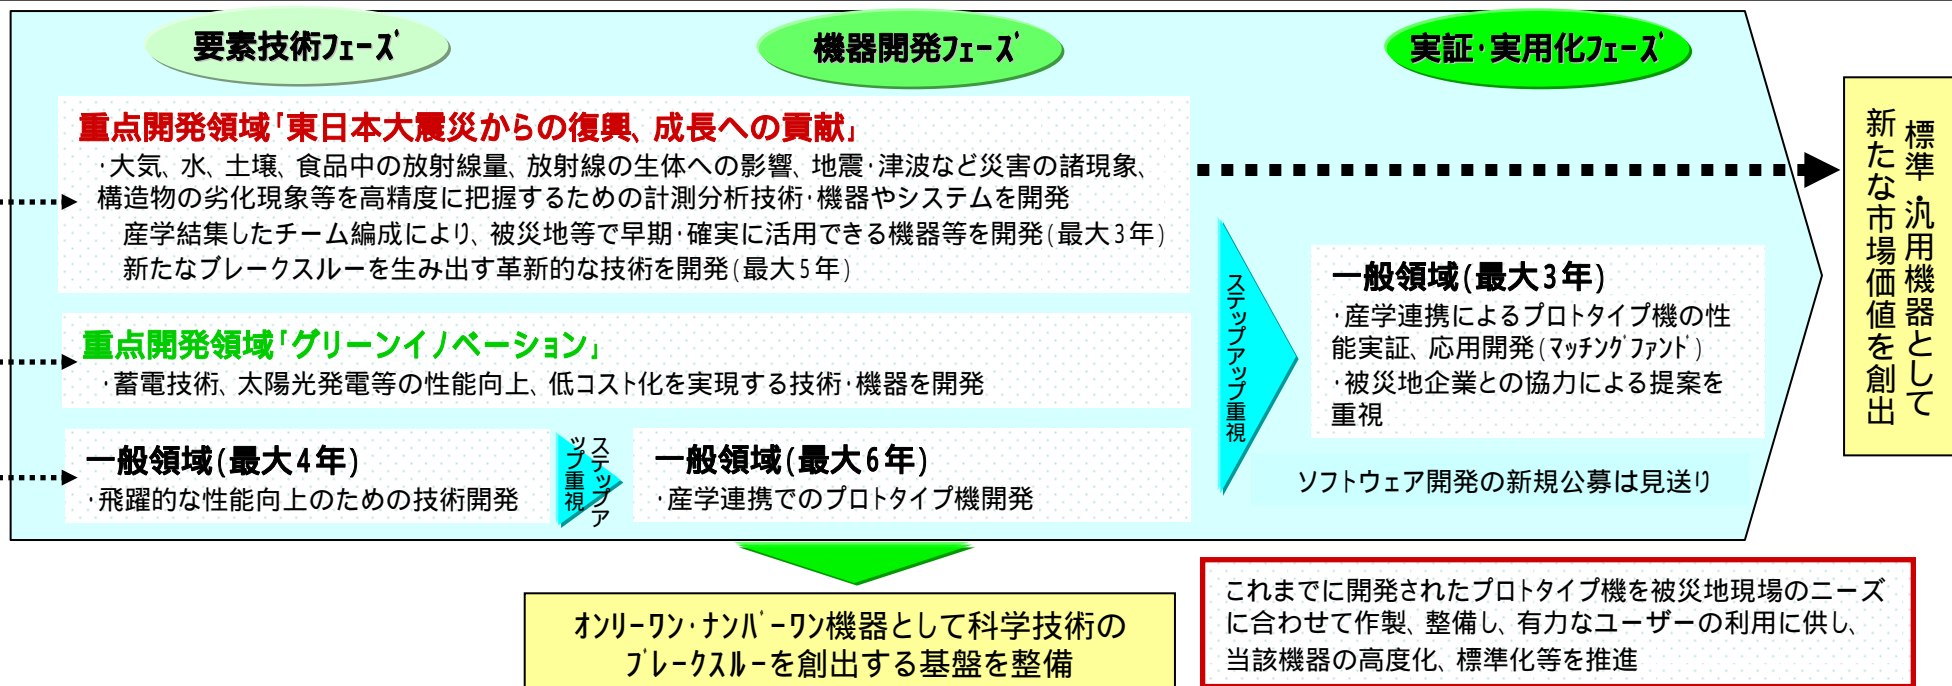 要素技術ﾌｪｰｽﾞ
機器開発ﾌｪｰｽﾞ
実証・実用化ﾌｪｰｽﾞ
重点開発領域「東日本大震災からの復興、成長への貢献」
・大気、水、土壌、食品中の放射線量、放射線の生体への影響、地震・津波など災害の諸現象、
構造物の劣化現象等を高精度に把握するための計測分析技術・機器やシステムを開発
産学結集したチーム編成により、被災地等で早期・確実に活用できる機器等を開発(最大3年)
新たなブレークスルーを生み出す革新的な技術を開発(最大5年)
重点開発領域「グリーンイノベーション」
・蓄電技術、太陽光発電等の性能向上、低コスト化を実現する技術・機器を開発
一般領域(最大4年)
・飛躍的な性能向上のための技術開発
ステップア
ップ重視
一般領域(最大6年)
・産学連携でのプロトタイプ機開発
ステップアップ重視
一般領域(最大3年)
・産学連携によるプロトタイプ機の性
能実証、応用開発(ﾏｯﾁﾝｸﾞﾌｧﾝﾄﾞ)
・被災地企業との協力による提案を
重視
ソフトウェア開発の新規公募は見送り
標準・汎用機器として
新たな市場価値を創出
オンリーワン・ナンバーワン機器として科学技術の
ブレークスルーを創出する基盤を整備
これまでに開発されたプロトタイプ機を被災地現場のニーズ
に合わせて作製、整備し、有力なユーザーの利用に供し、
当該機器の高度化、標準化等を推進